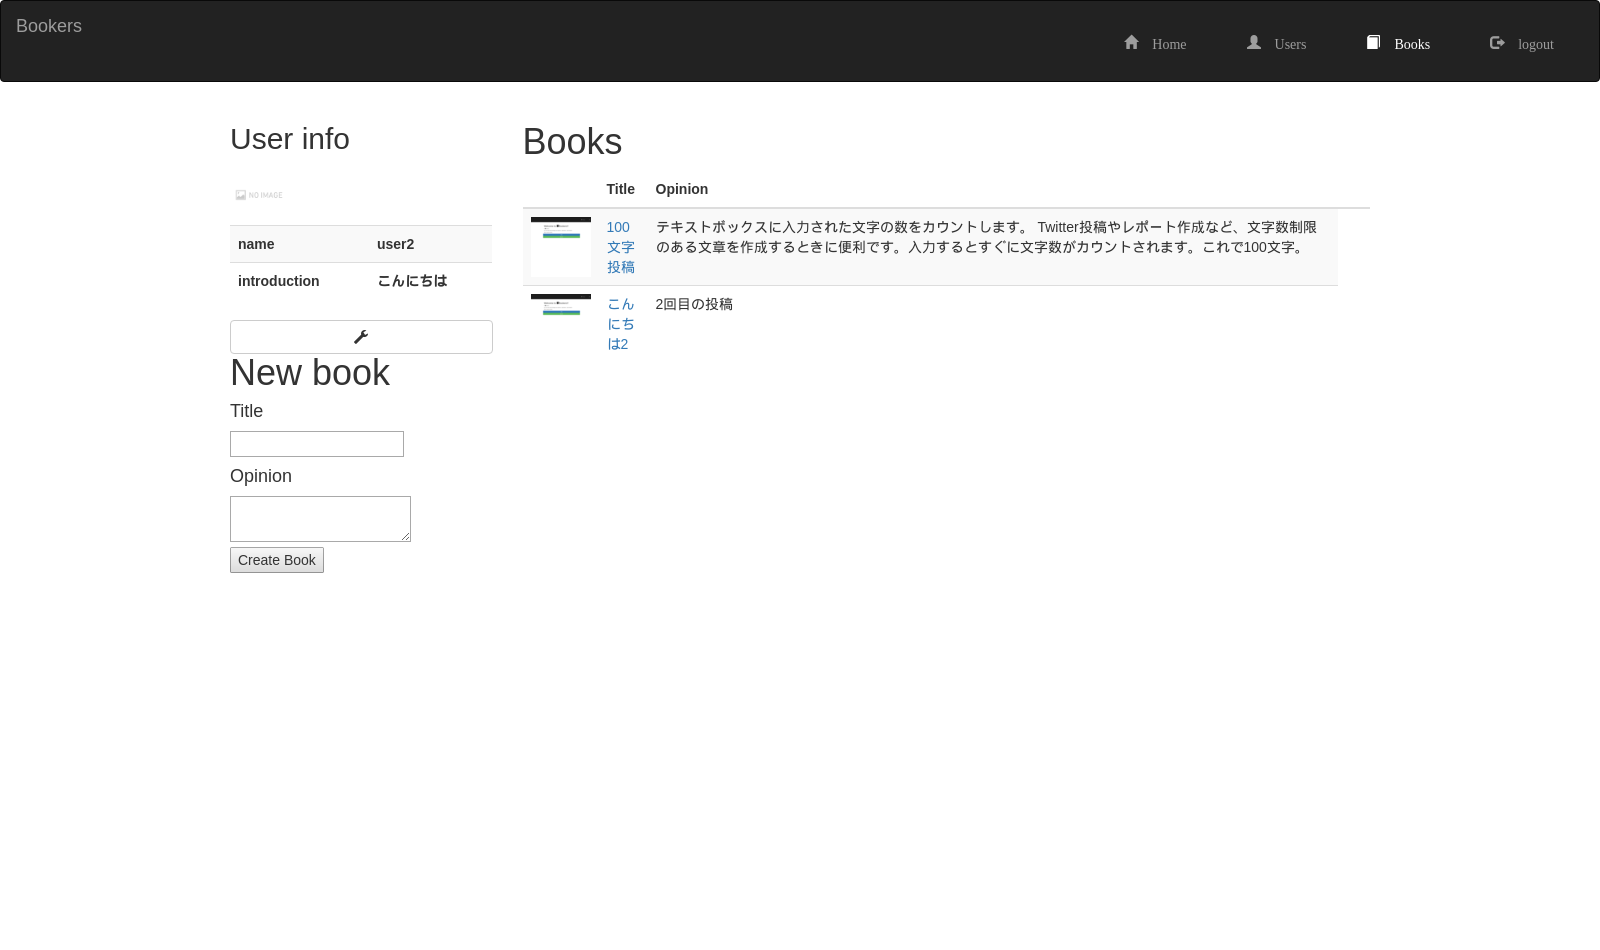 Bookers
Home
Users
Books
logout
User info
NO IMAGE
name user2
introduction こんにちは
New book
Title
Opinion
Create Book
Books
Title Opinion
100
文字
投稿
テキストボックスに入力された文字の数をカウントします。 Twitter投稿やレポート作成など、文字数制限
のある文章を作成するときに便利です。入力するとすぐに文字数がカウントされます。これで100文字。
こん
にち
は2
2回目の投稿